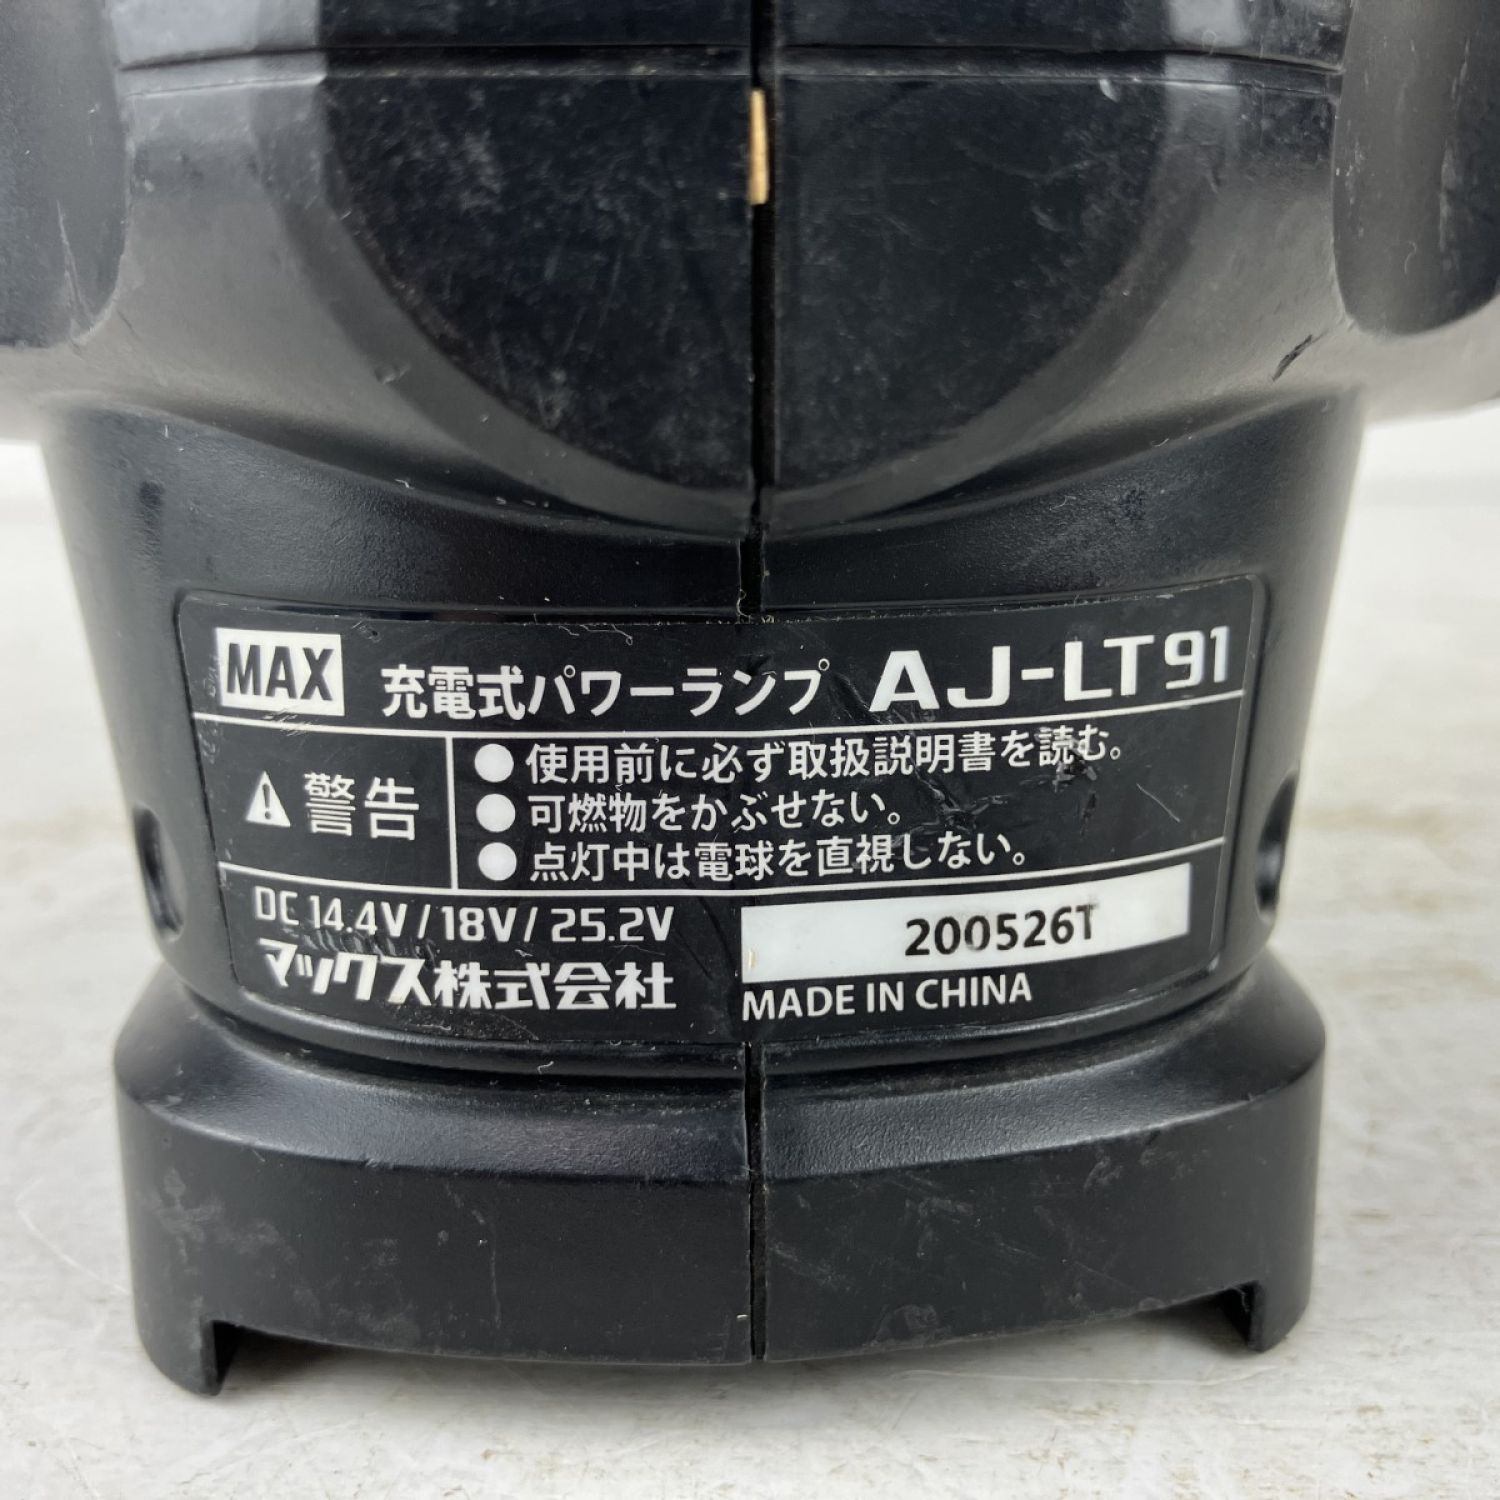 MAX 充電式パワーランプ AJ-LT91
警告
●使用前に必ず取扱説明書を読む。
●可燃物をかぶせない。
●点灯中は電球を直視しない。
DC 14.4V/18V/25.2V
マックス株式会社
200526T
MADE IN CHINA